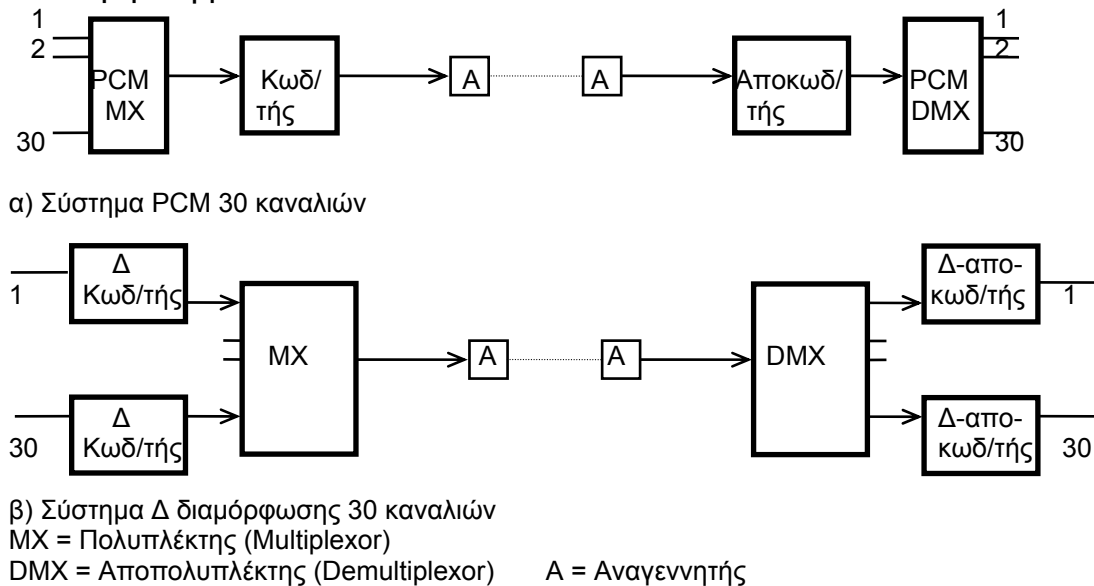 1
2
30
PCM
MX
Κωδ/
τής
A
A
Αποκωδ/
τής
PCM
DMX
1
2
30
α) Σύστημα PCM 30 καναλιών
1
Δ
Κωδ/τής
30
Δ
Κωδ/τής
MX
A
A
DMX
Δ-απο-
κωδ/τής
1
Δ-απο-
κωδ/τής
30
β) Σύστημα Δ διαμόρφωσης 30 καναλιών
MX = Πολυπλέκτης (Multiplexor)
DMX = Αποπολυπλέκτης (Demultiplexor) A = Αναγεννητής